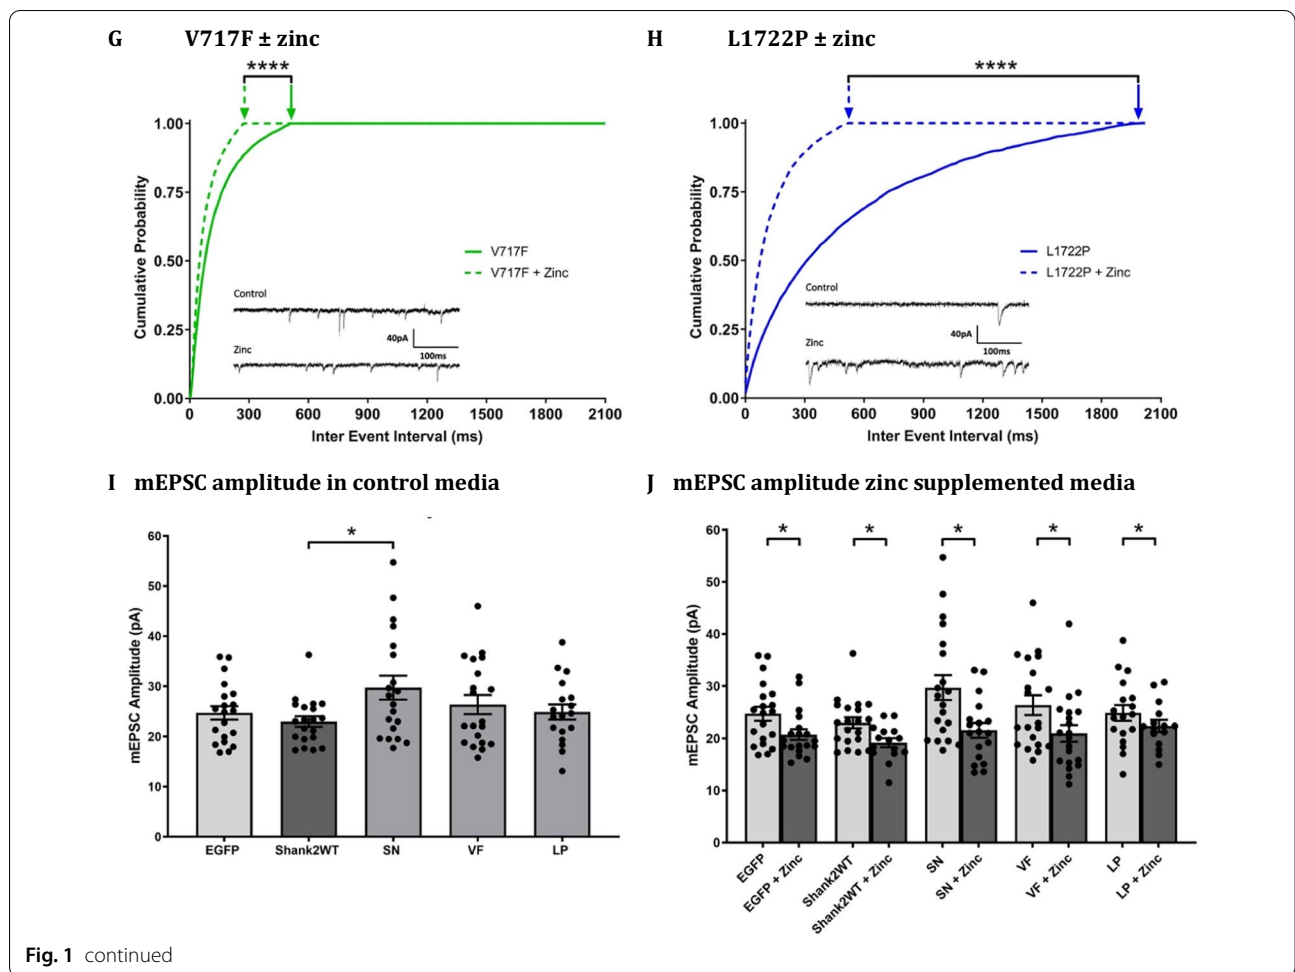 G V717F ± zinc
H L1722P ± zinc
****
****
1.00
0.75
0.50
0.25
0.00
Cumulative Probability
V717F
V717F + Zinc
Control
Zinc
40pA
100ms
0 300 600 900 1200 1500 1800 2100
Inter Event Interval (ms)
1.00
0.75
0.50
0.25
0.00
Cumulative Probability
L1722P
L1722P + Zinc
Control
Zinc
40pA
100ms
0 300 600 900 1200 1500 1800 2100
Inter Event Interval (ms)
I mEPSC amplitude in control media
J mEPSC amplitude zinc supplemented media
*
60
50
40
30
20
10
0
mEPSC Amplitude (pA)
EGFP Shank2WT SN VF LP
* * * * *
60
50
40
30
20
10
0
mEPSC Amplitude (pA)
EGFP
EGFP + Zinc
Shank2WT
Shank2WT + Zinc
SN
SN + Zinc
VF
VF + Zinc
LP
LP + Zinc
Fig. 1 continued